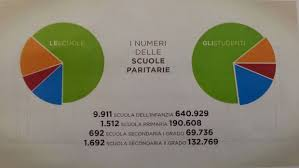 LE SCUOLE
I NUMERI
DELLE
SCUOLE
PARITARIE
GLI STUDENTI
9.911 SCUOLA DELL'INFANZIA 640.929
1.512 SCUOLA PRIMARIA 190.608
692 SCUOLA SECONDARIA I GRADO 69.736
1.692 SCUOLA SECONDARIA II GRADO 132.769